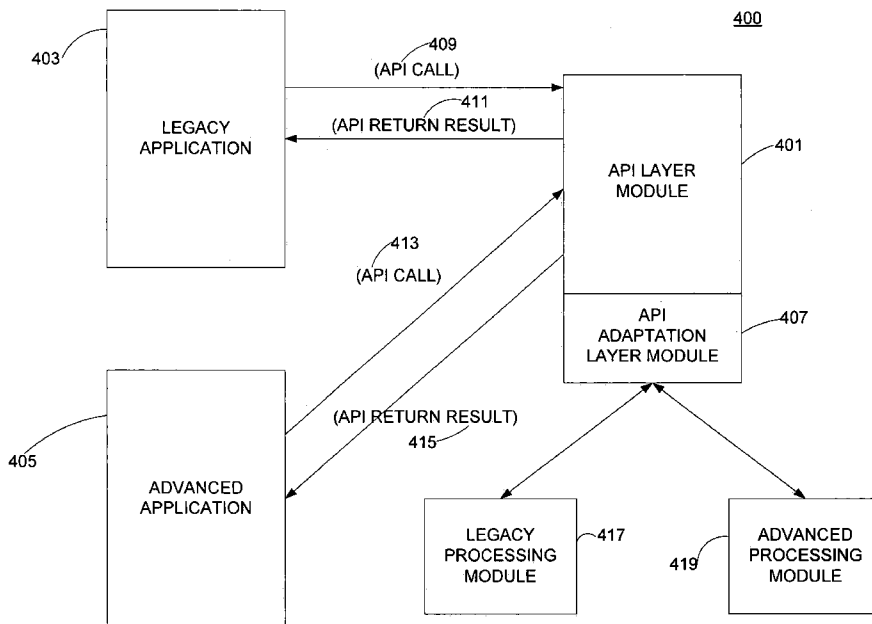 400
403
409
(API CALL)
411
(API RETURN RESULT)
LEGACY
APPLICATION
401
API LAYER
MODULE
413
(API CALL)
API
ADAPTATION
LAYER MODULE
407
(API RETURN RESULT)
415
405
ADVANCED
APPLICATION
LEGACY
PROCESSING
MODULE
417
419
ADVANCED
PROCESSING
MODULE